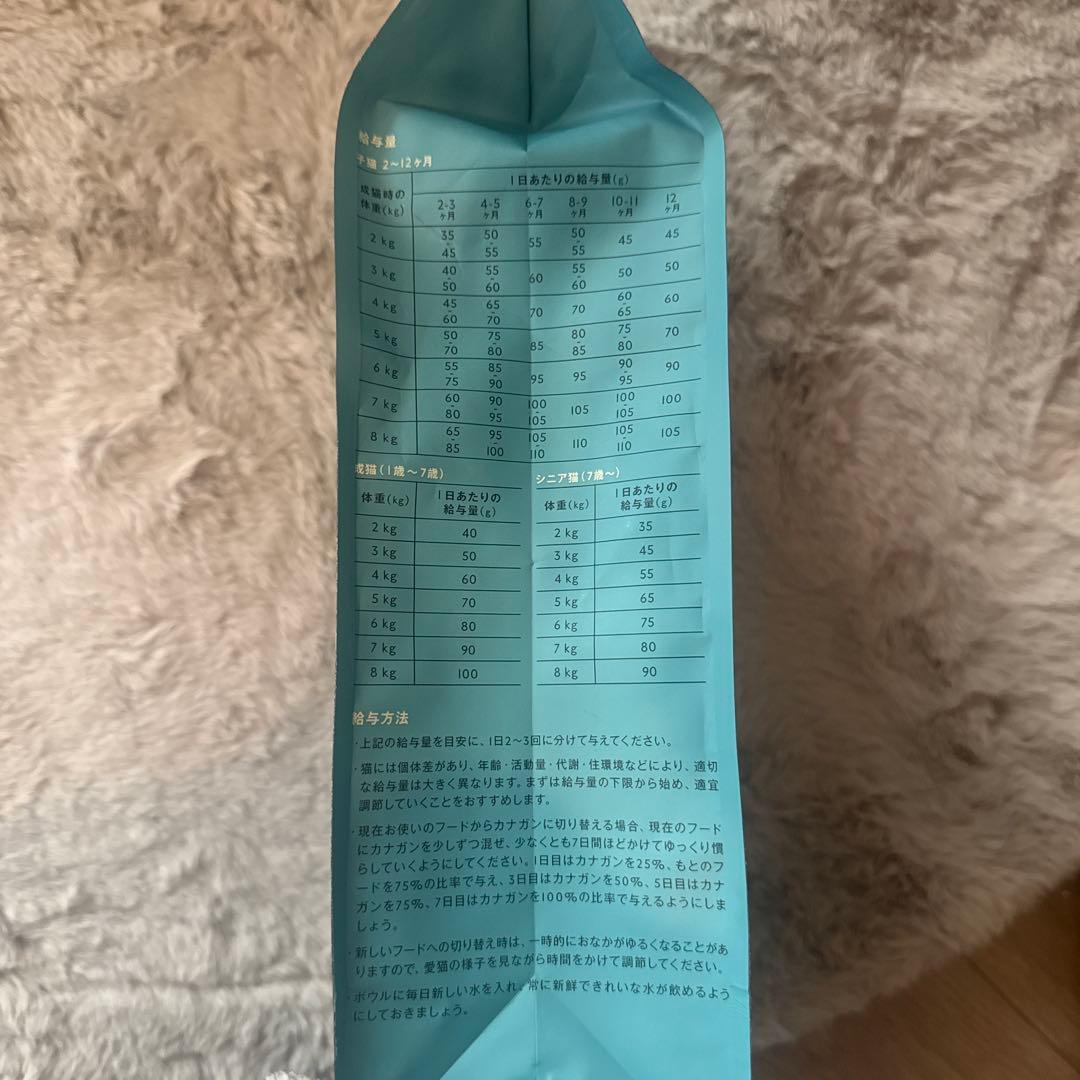 給与量
子猫 2〜12ヶ月
成猫時の体重(kg) 1日あたりの給与量(g)
2-3ヶ月 4-5ヶ月 6-7ヶ月 8-9ヶ月 10-11ヶ月 12ヶ月
2 kg 35-45 50-55 55 50-55 45 45
3 kg 40-50 55-60 60 55-60 50 50
4 kg 45-60 65-70 70 70 60-65 60
5 kg 50-70 75-80 85 80-85 75-80 70
6 kg 55-75 85-90 95 95 90-95 90
7 kg 60-80 90-95 100-105 105 100-105 100
8 kg 65-85 95-100 105-110 110 105-110 105
成猫(1歳〜7歳)
体重(kg) 1日あたりの給与量(g)
2 kg 40
3 kg 50
4 kg 60
5 kg 70
6 kg 80
7 kg 90
8 kg 100
シニア猫(7歳〜)
体重(kg) 1日あたりの給与量(g)
2 kg 35
3 kg 45
4 kg 55
5 kg 65
6 kg 75
7 kg 80
8 kg 90
給与方法
・上記の給与量を目安に、1日2〜3回に分けて与えてください。
・猫には個体差があり、年齢・活動量・代謝・住環境などにより、適切
な給与量は大きく異なります。まずは給与量の下限から始め、適宜
調節していくことをおすすめします。
・現在お使いのフードからカナガンに切り替える場合、現在のフード
にカナガンを少しずつ混ぜ、少なくとも7日間ほどかけてゆっくり慣
らしていくようにしてください。1日目はカナガンを25%、もとのフ
ードを75%の比率で与え、3日目はカナガンを50%、5日目はカナ
ガンを75%、7日目はカナガンを100%の比率で与えるようにしま
しょう。
・新しいフードへの切り替え時は、一時的におなかがゆるくなることがあ
りますので、愛猫の様子を見ながら時間をかけて調節してください。
・ボウルに毎日新しい水を入れ、常に新鮮できれいな水が飲めるよう
にしておきましょう。